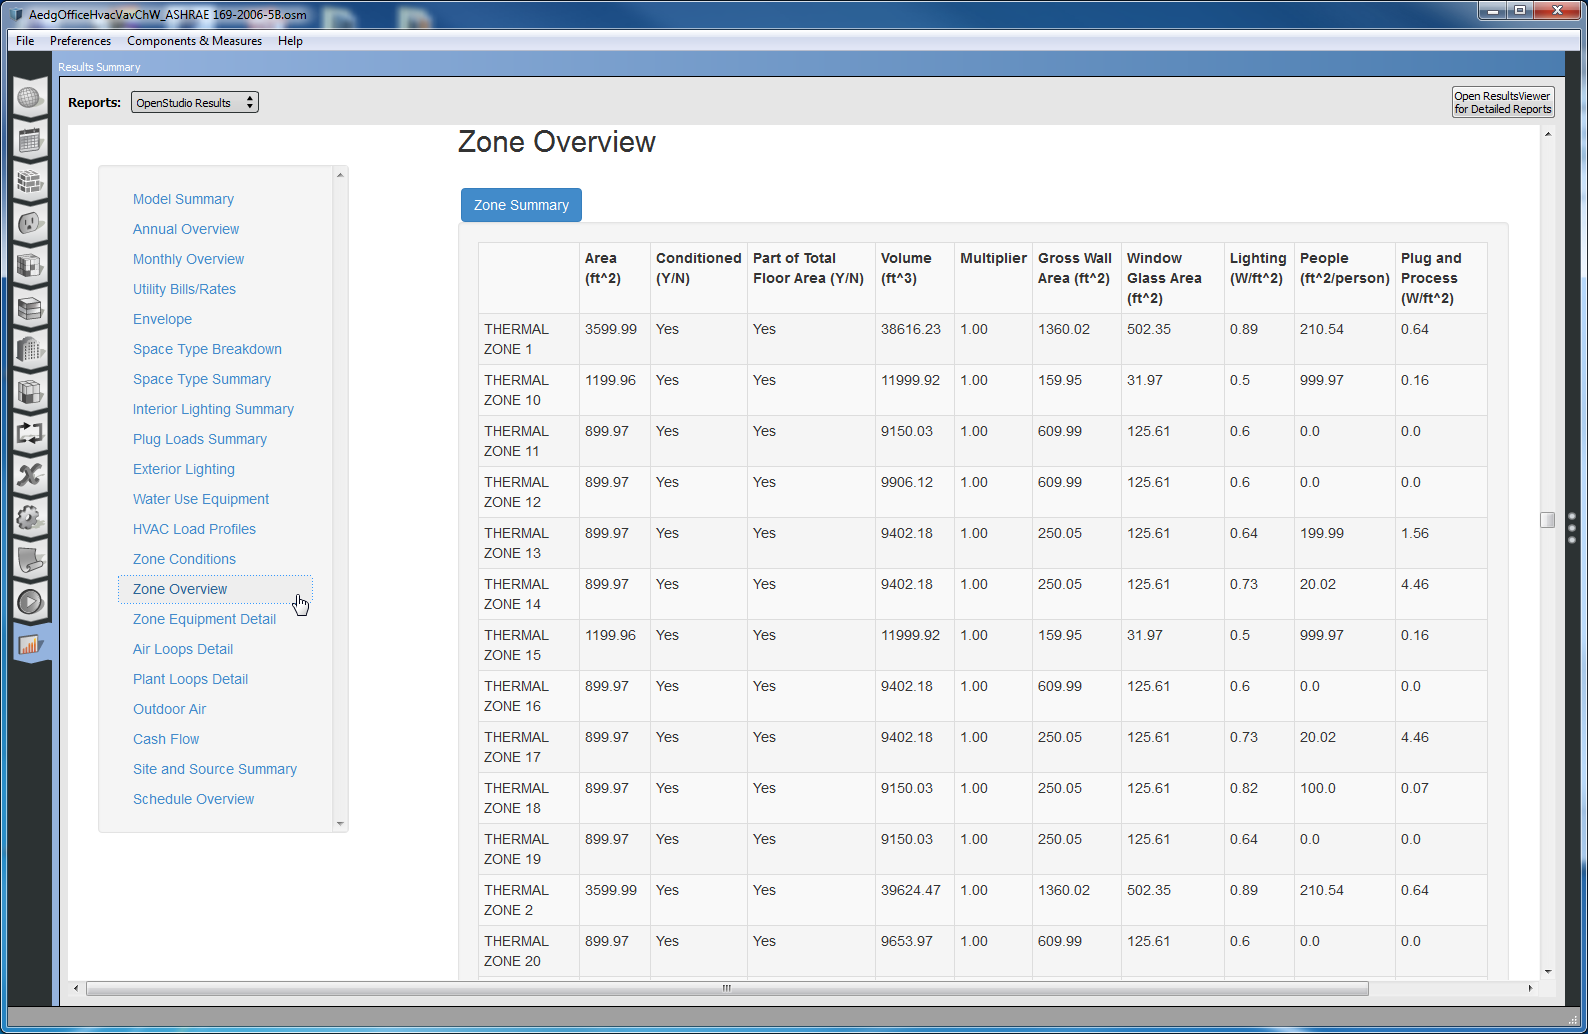 AedgOfficeHvacVavChW_ASHRAE 169-2006-5B.osm
File Preferences Components & Measures Help
Results Summary
Reports: OpenStudio Results
Open ResultsViewer
for Detailed Reports
Model Summary
Annual Overview
Monthly Overview
Utility Bills/Rates
Envelope
Space Type Breakdown
Space Type Summary
Interior Lighting Summary
Plug Loads Summary
Exterior Lighting
Water Use Equipment
HVAC Load Profiles
Zone Conditions
Zone Overview
Zone Equipment Detail
Air Loops Detail
Plant Loops Detail
Outdoor Air
Cash Flow
Site and Source Summary
Schedule Overview
Zone Overview
Zone Summary
Area Conditioned Part of Total Volume Multiplier Gross Wall Window Lighting People Plug and
(ft^2) (Y/N) Floor Area (Y/N) (ft^3) Area (ft^2) Glass Area (W/ft^2) (ft^2/person) Process
(ft^2) (W/ft^2)
THERMAL 3599.99 Yes Yes 38616.23 1.00 1360.02 502.35 0.89 210.54 0.64
ZONE 1
THERMAL 1199.96 Yes Yes 11999.92 1.00 159.95 31.97 0.5 999.97 0.16
ZONE 10
THERMAL 899.97 Yes Yes 9150.03 1.00 609.99 125.61 0.6 0.0 0.0
ZONE 11
THERMAL 899.97 Yes Yes 9906.12 1.00 609.99 125.61 0.6 0.0 0.0
ZONE 12
THERMAL 899.97 Yes Yes 9402.18 1.00 250.05 125.61 0.64 199.99 1.56
ZONE 13
THERMAL 899.97 Yes Yes 9402.18 1.00 250.05 125.61 0.73 20.02 4.46
ZONE 14
THERMAL 1199.96 Yes Yes 11999.92 1.00 159.95 31.97 0.5 999.97 0.16
ZONE 15
THERMAL 899.97 Yes Yes 9402.18 1.00 609.99 125.61 0.6 0.0 0.0
ZONE 16
THERMAL 899.97 Yes Yes 9402.18 1.00 250.05 125.61 0.73 20.02 4.46
ZONE 17
THERMAL 899.97 Yes Yes 9150.03 1.00 250.05 125.61 0.82 100.0 0.07
ZONE 18
THERMAL 899.97 Yes Yes 9150.03 1.00 250.05 125.61 0.64 0.0 0.0
ZONE 19
THERMAL 3599.99 Yes Yes 39624.47 1.00 1360.02 502.35 0.89 210.54 0.64
ZONE 2
THERMAL 899.97 Yes Yes 9653.97 1.00 609.99 125.61 0.6 0.0 0.0
ZONE 20